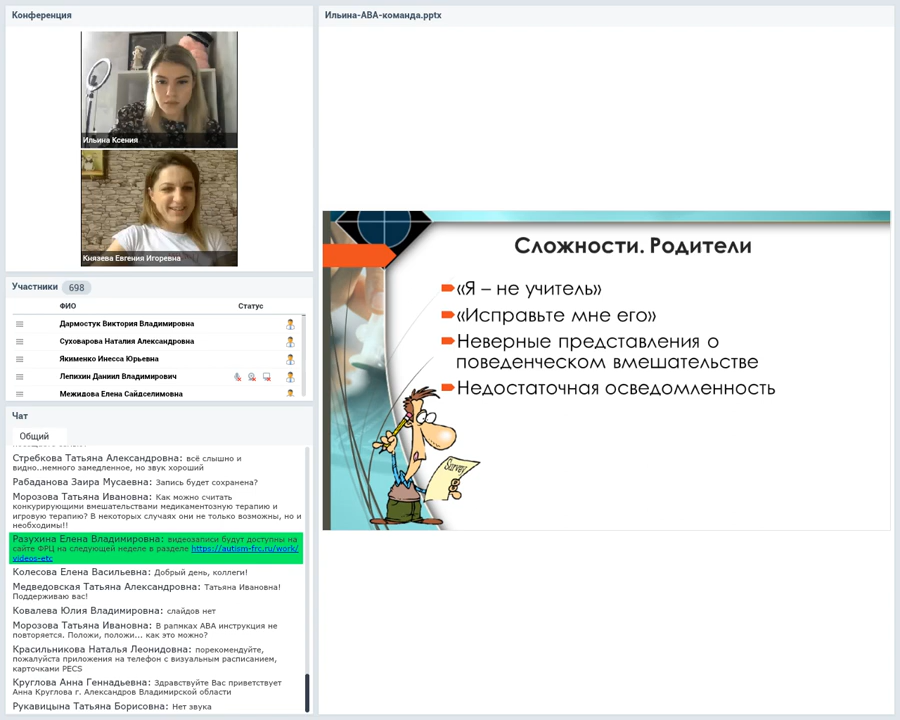 Конференция
Ильина Ксения
Князева Евгения Игоревна
Участники 698
ФИО Статус
Дармостук Виктория Владимировна
Суховарова Наталия Александровна
Якименко Инесса Юрьевна
Лепихин Даниил Владимирович
Межидова Елена Сайдселимовна
Чат
Общий
Стребкова Татьяна Александровна: всё слышно и
видно..немного замедленное, но звук хороший
Рабаданова Заира Мусаевна: Запись будет сохранена?
Морозова Татьяна Ивановна: Как можно считать
конкурирующими вмешательствами медикаментозную терапию и
игровую терапию? В некоторых случаях они не только возможны, но и
необходимы!!
Разухина Елена Владимировна: видеозаписи будут доступны на
сайте ФРЦ на следующей неделе в разделе https://autism-frc.ru/work/
videos-etc
Колесова Елена Васильевна: Добрый день, коллеги!
Медведовская Татьяна Александровна: Татьяна Ивановна!
Поддерживаю вас!
Ковалева Юлия Владимировна: слайдов нет
Морозова Татьяна Ивановна: В рапмках АВА инструкция не
повторяется. Положи, положи... как это можно?
Красильникова Наталья Леонидовна: порекомендуйте,
пожалуйста приложения на телефон с визуальным расписанием,
карточками PECS
Круглова Анна Геннадьевна: Здравствуйте Вас приветствует
Анна Круглова г. Александров Владимирской области
Рукавицына Татьяна Борисовна: Нет звука
Ильина-АВА-команда.pptx
Сложности. Родители
«Я – не учитель»
«Исправьте мне его»
Неверные представления о
поведенческом вмешательстве
Недостаточная осведомленность
Survey